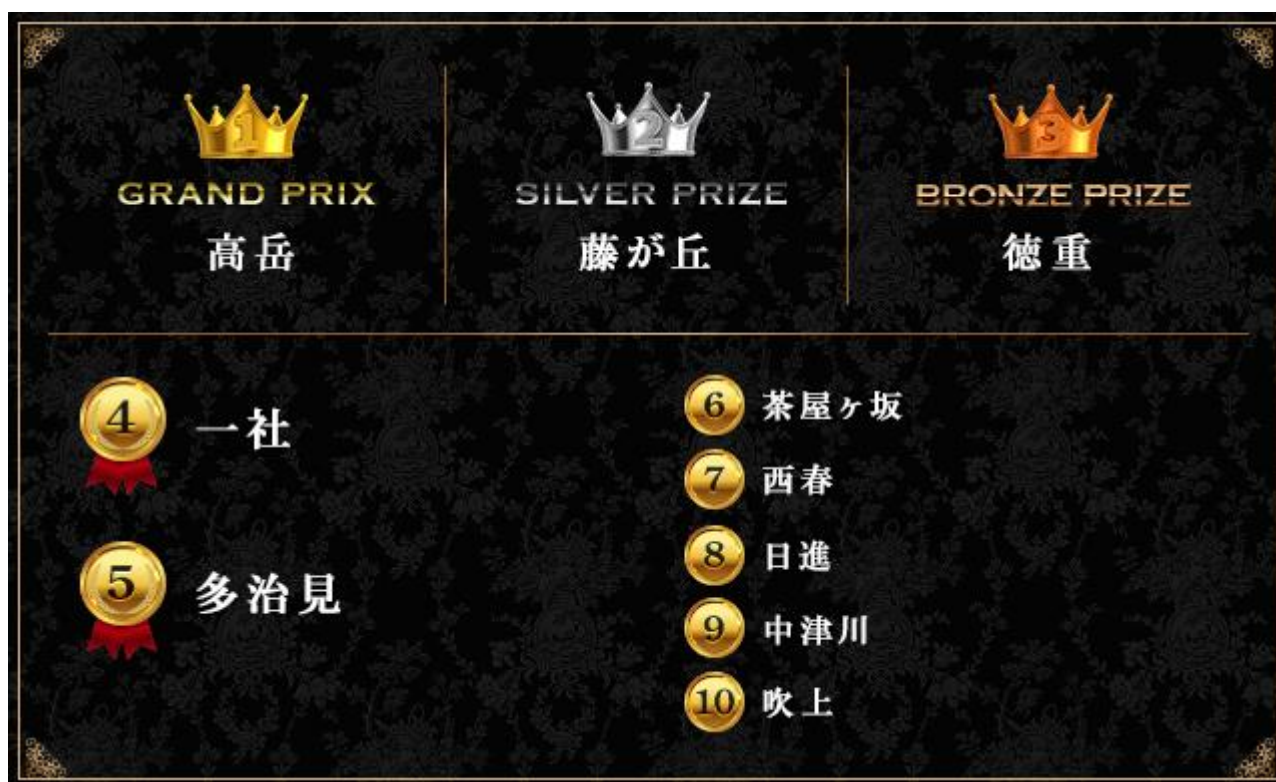 1
GRAND PRIX
高岳
2
SILVER PRIZE
藤が丘
3
BRONZE PRIZE
徳重
4 一社
5 多治見
6 茶屋ヶ坂
7 西春
8 日進
9 中津川
10 吹上